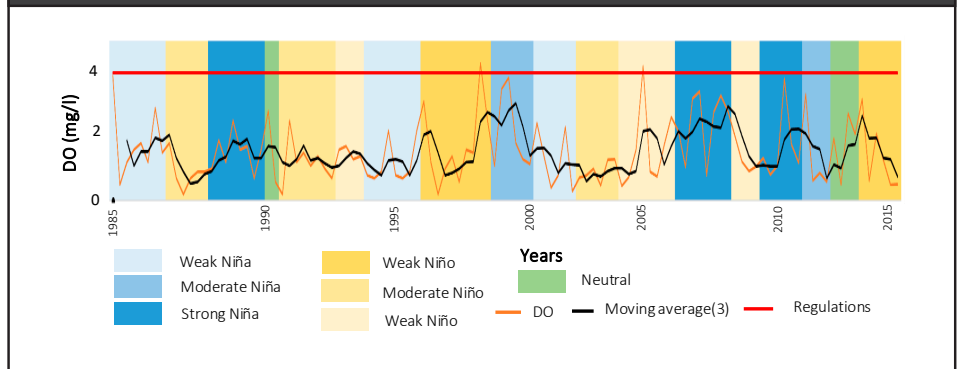 DO (mg/l)
4
2
0
1985
1990
1995
2000
2005
2010
2015
Years
Weak Niña
Moderate Niña
Strong Niña
Weak Niño
Moderate Niño
Weak Niño
Neutral
DO
Moving average(3)
Regulations